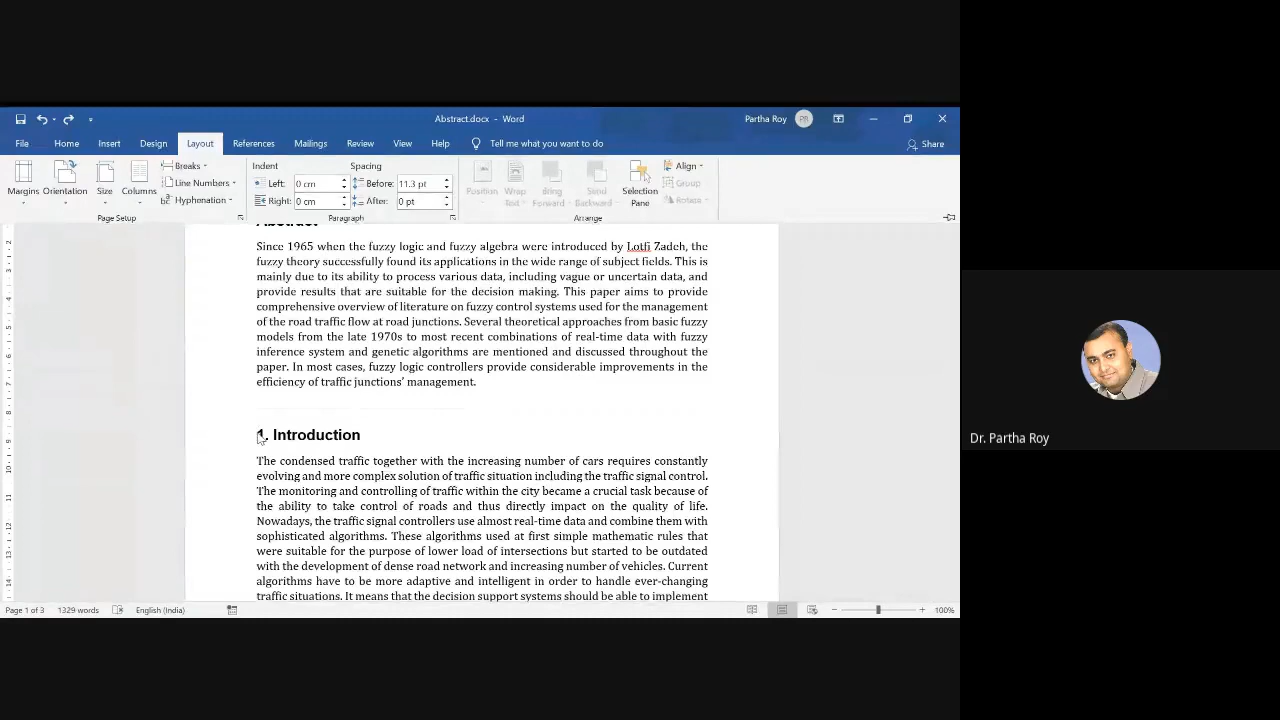 Abstract.docx - Word
Partha Roy
PR
File Home Insert Design Layout References Mailings Review View Help Tell me what you want to do Share
Margins Orientation Size Columns
Breaks
Line Numbers
Hyphenation
Page Setup
Indent Spacing
Left: 0 cm Before: 11.3 pt
Right: 0 cm After: 0 pt
Paragraph
Position Wrap Text Bring Forward Send Backward Selection Pane
Align
Group
Rotation
Arrange
Abstract
Since 1965 when the fuzzy logic and fuzzy algebra were introduced by Lotfi Zadeh, the
fuzzy theory successfully found its applications in the wide range of subject fields. This is
mainly due to its ability to process various data, including vague or uncertain data, and
provide results that are suitable for the decision making. This paper aims to provide
comprehensive overview of literature on fuzzy control systems used for the management
of the road traffic flow at road junctions. Several theoretical approaches from basic fuzzy
models from the late 1970s to most recent combinations of real-time data with fuzzy
inference system and genetic algorithms are mentioned and discussed throughout the
paper. In most cases, fuzzy logic controllers provide considerable improvements in the
efficiency of traffic junctions' management.
1. Introduction
The condensed traffic together with the increasing number of cars requires constantly
evolving and more complex solution of traffic situation including the traffic signal control.
The monitoring and controlling of traffic within the city became a crucial task because of
the ability to take control of roads and thus directly impact on the quality of life.
Nowadays, the traffic signal controllers use almost real-time data and combine them with
sophisticated algorithms. These algorithms used at first simple mathematic rules that
were suitable for the purpose of lower load of intersections but started to be outdated
with the development of dense road network and increasing number of vehicles. Current
algorithms have to be more adaptive and intelligent in order to handle ever-changing
traffic situations. It means that the decision support systems should be able to implement
Page 1 of 3 1329 words English (India) 100%
Dr. Partha Roy